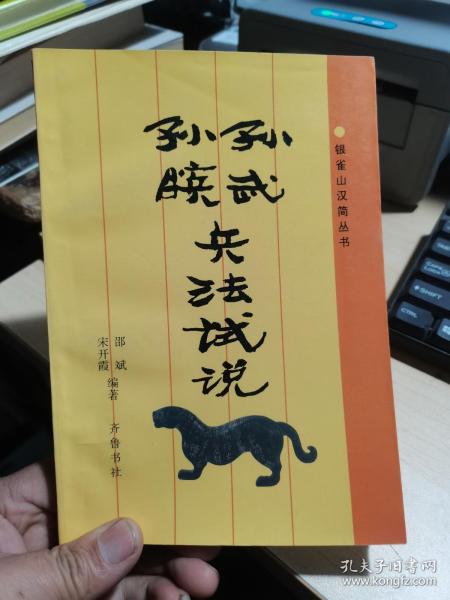 孙武
孙膑
兵法试说
银雀山汉简丛书
邵斌
宋开霞
编著
齐鲁书社
SHIFT
孔夫子旧书网
www.kongfz.com